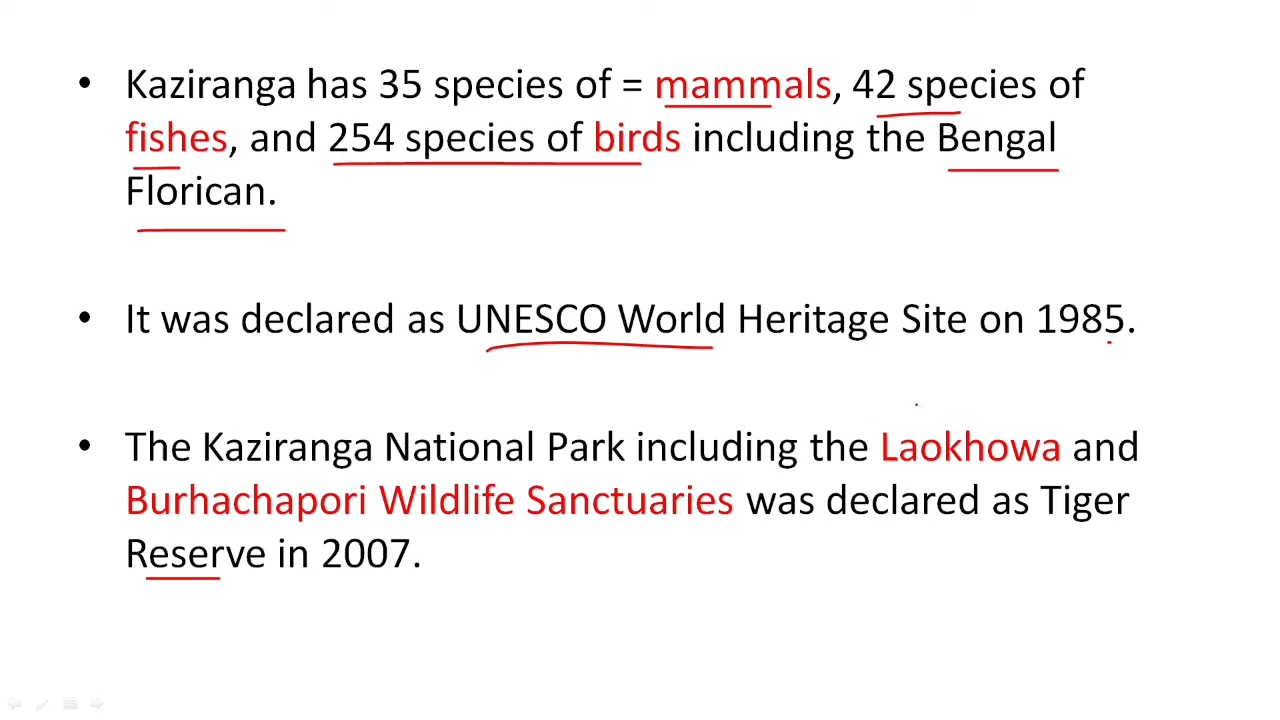 • Kaziranga has 35 species of = mammals, 42 species of
fishes, and 254 species of birds including the Bengal
Florican.
• It was declared as UNESCO World Heritage Site on 1985.
• The Kaziranga National Park including the Laokhowa and
Burhachapori Wildlife Sanctuaries was declared as Tiger
Reserve in 2007.